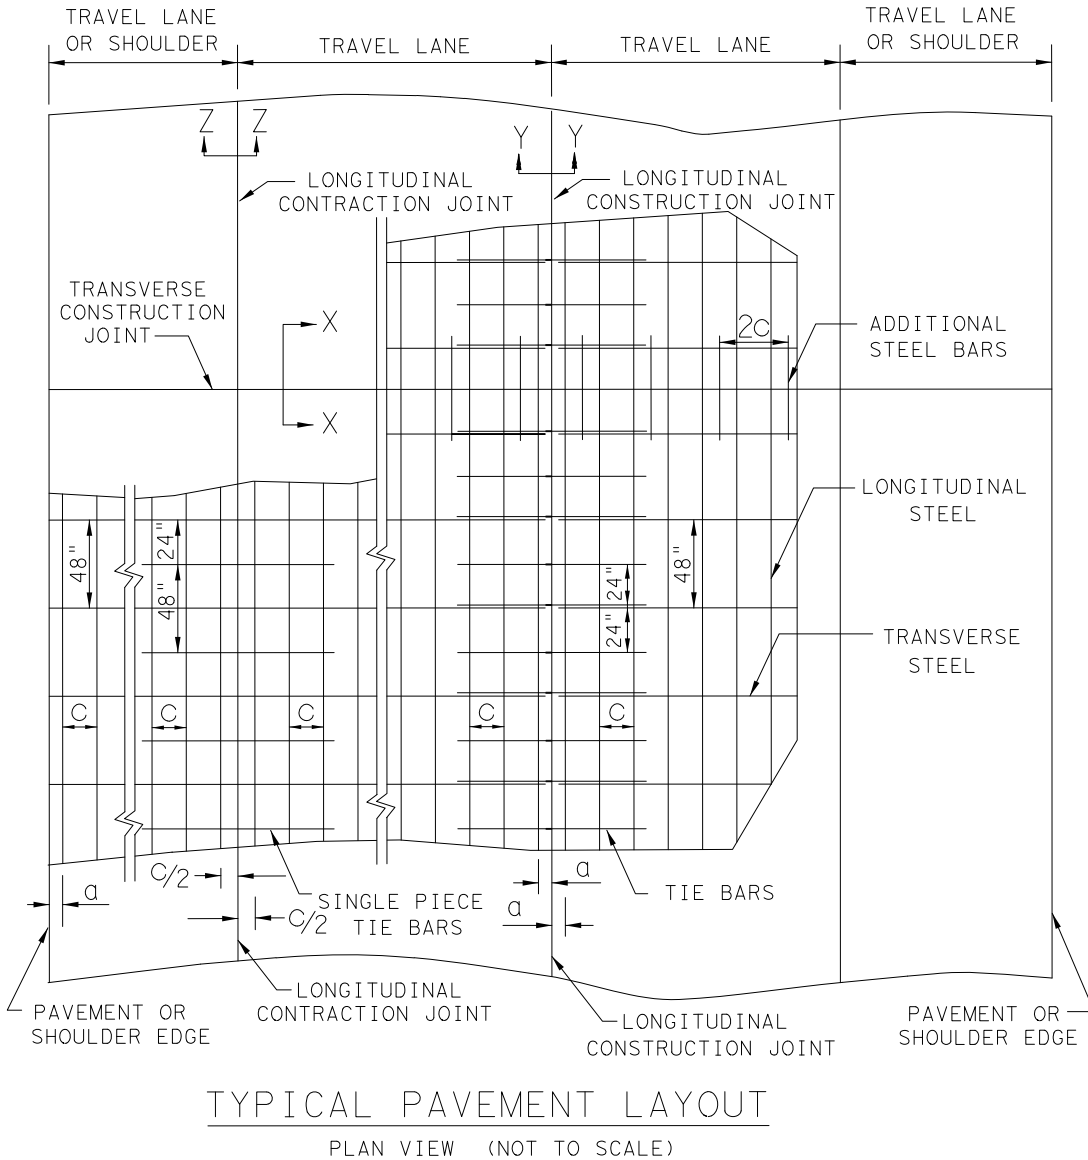 TRAVEL LANE
OR SHOULDER
TRAVEL LANE
TRAVEL LANE
TRAVEL LANE
OR SHOULDER
Z Z
Y Y
LONGITUDINAL
CONTRACTION JOINT
LONGITUDINAL
CONSTRUCTION JOINT
TRANSVERSE
CONSTRUCTION
JOINT
X
X
2C
ADDITIONAL
STEEL BARS
LONGITUDINAL
STEEL
48"
24"
48"
24"
24"
48"
TRANSVERSE
STEEL
C
C
C
C
C
a
C/2
SINGLE PIECE
TIE BARS
C/2
a
a
TIE BARS
PAVEMENT OR
SHOULDER EDGE
LONGITUDINAL
CONTRACTION JOINT
LONGITUDINAL
CONSTRUCTION JOINT
PAVEMENT OR
SHOULDER EDGE
TYPICAL PAVEMENT LAYOUT
PLAN VIEW (NOT TO SCALE)